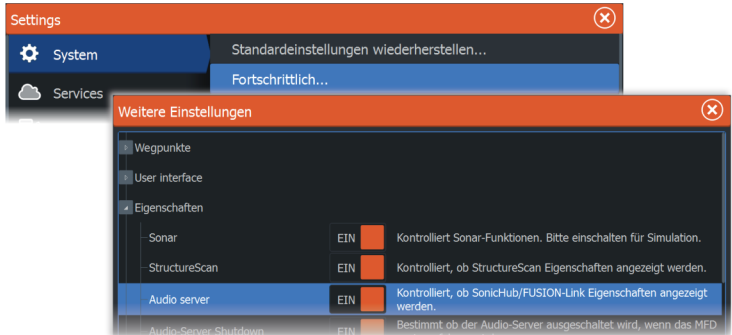 Settings
System
Standardeinstellungen wiederherstellen...
Fortschrittlich...
Services
Weitere Einstellungen
Wegpunkte
User interface
Eigenschaften
Sonar EIN Kontrolliert Sonar-Funktionen. Bitte einschalten für Simulation.
StructureScan EIN Kontrolliert, ob StructureScan Eigenschaften angezeigt werden.
Audio server EIN Kontrolliert, ob SonicHub/FUSION-Link Eigenschaften angezeigt
werden.
Audio-Server Shutdown EIN Bestimmt ob der Audio-Server ausgeschaltet wird, wenn das MFD